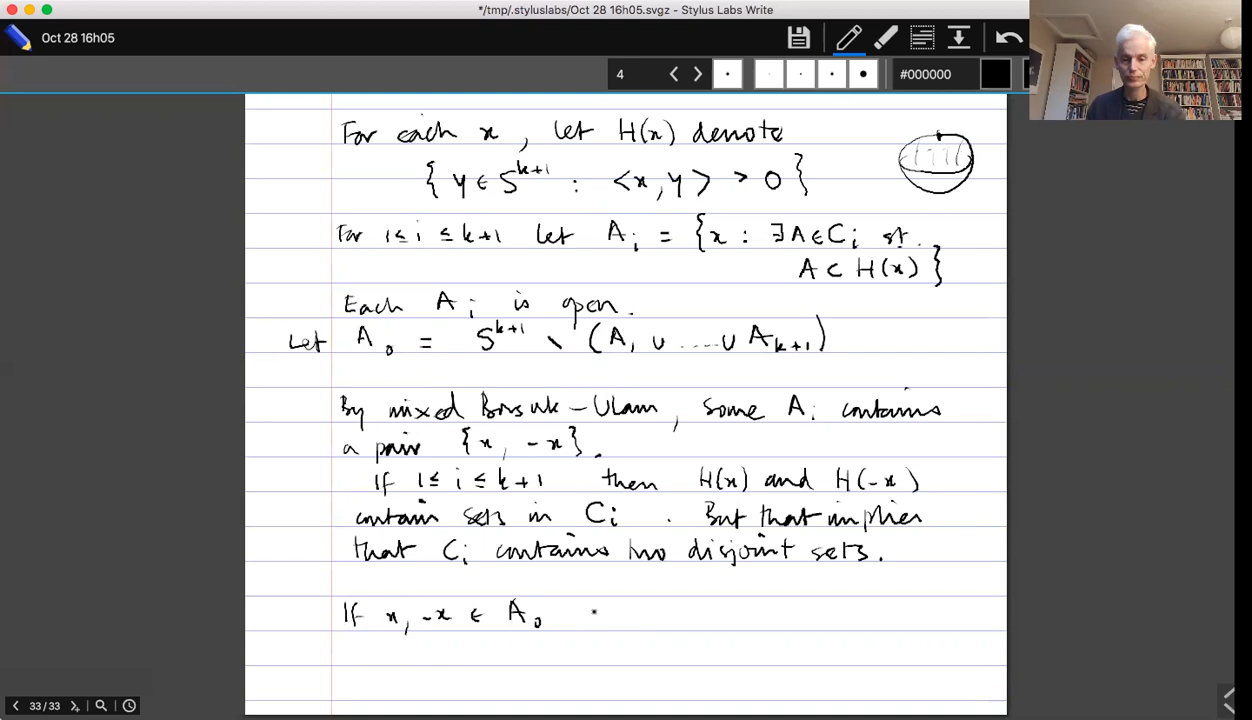 */tmp/.styluslabs/Oct 28 16h05.svgz - Stylus Labs Write
Oct 28 16h05
4
#000000
For each x, let H(x) denote
{ y ∈ S^{k+1} : <x, y> > 0 }
For 1 ≤ i ≤ k+1 let A_i = { x : ∃ A ∈ C_i st.
A ⊂ H(x) }
Each A_i is open.
Let A_0 = S^{k+1} \ (A_1 ∪ ..... ∪ A_{k+1})
By mixed Borsuk-Ulam, some A_i contains
a pair {x, -x}.
If 1 ≤ i ≤ k+1 then H(x) and H(-x)
contain sets in C_i. But that implies
that C_i contains two disjoint sets.
If x, -x ∈ A_0
33/33